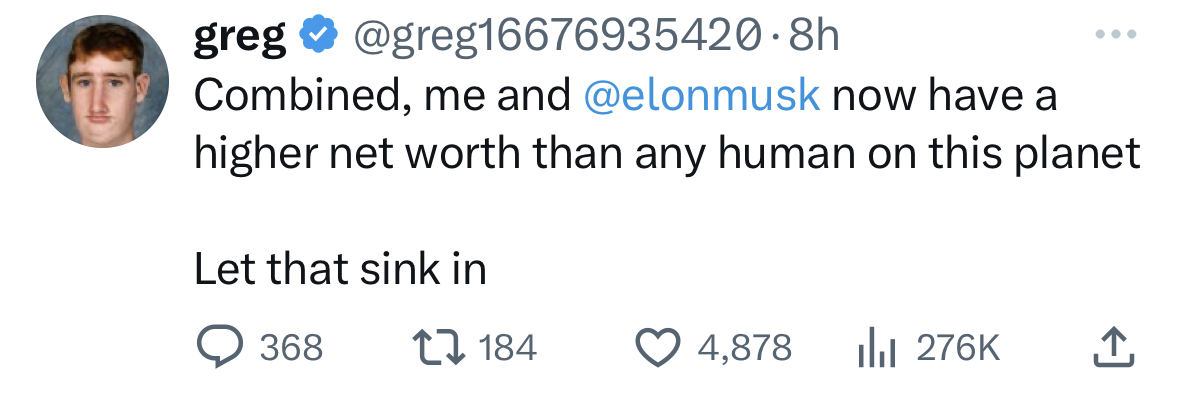 greg @greg16676935420 · 8h
Combined, me and @elonmusk now have a
higher net worth than any human on this planet
Let that sink in
368 184 4,878 276K